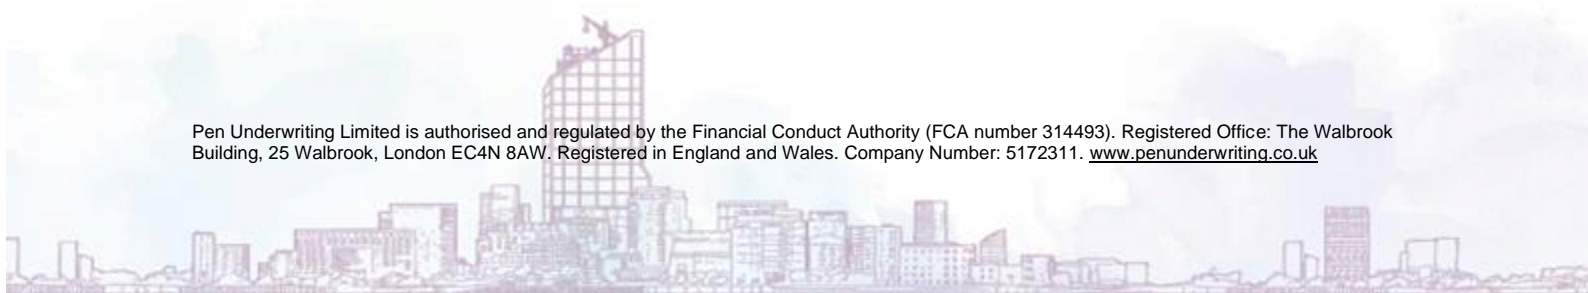 Pen Underwriting Limited is authorised and regulated by the Financial Conduct Authority (FCA number 314493). Registered Office: The Walbrook
Building, 25 Walbrook, London EC4N 8AW. Registered in England and Wales. Company Number: 5172311. www.penunderwriting.co.uk